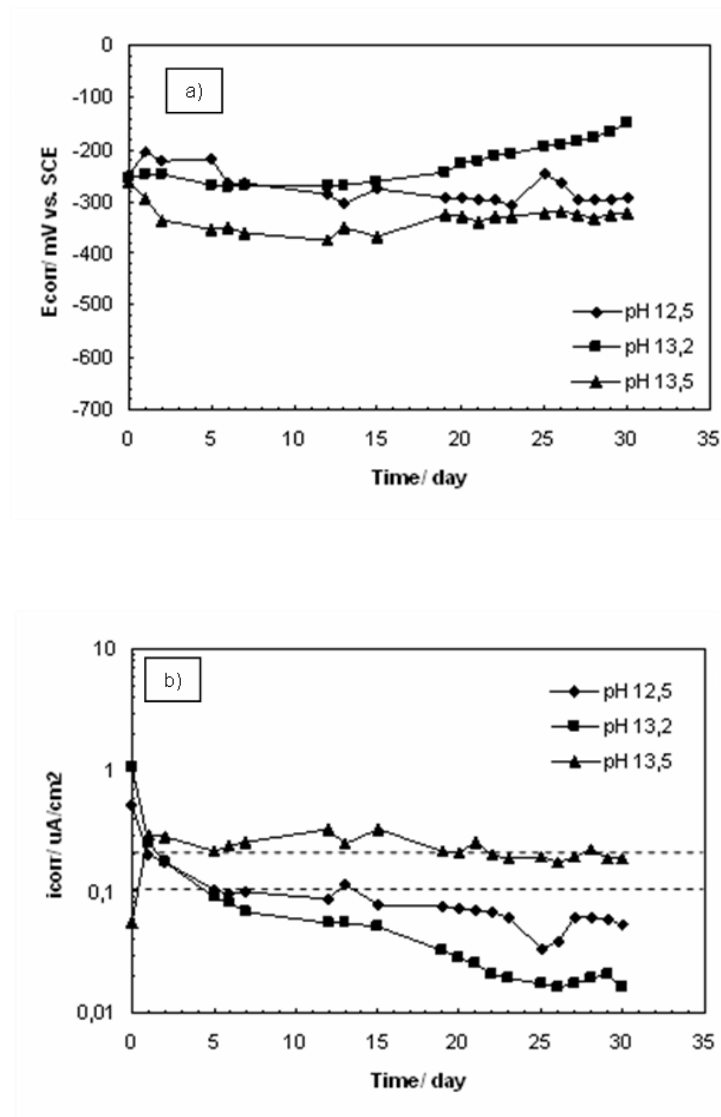 a)
0
-100
-200
-300
-400
-500
-600
-700
Ecorr/ mV vs. SCE
pH 12,5
pH 13,2
pH 13,5
0 5 10 15 20 25 30 35
Time/ day
b)
10
1
0,1
0,01
icorr/ uA/cm2
pH 12,5
pH 13,2
pH 13,5
0 5 10 15 20 25 30 35
Time/ day